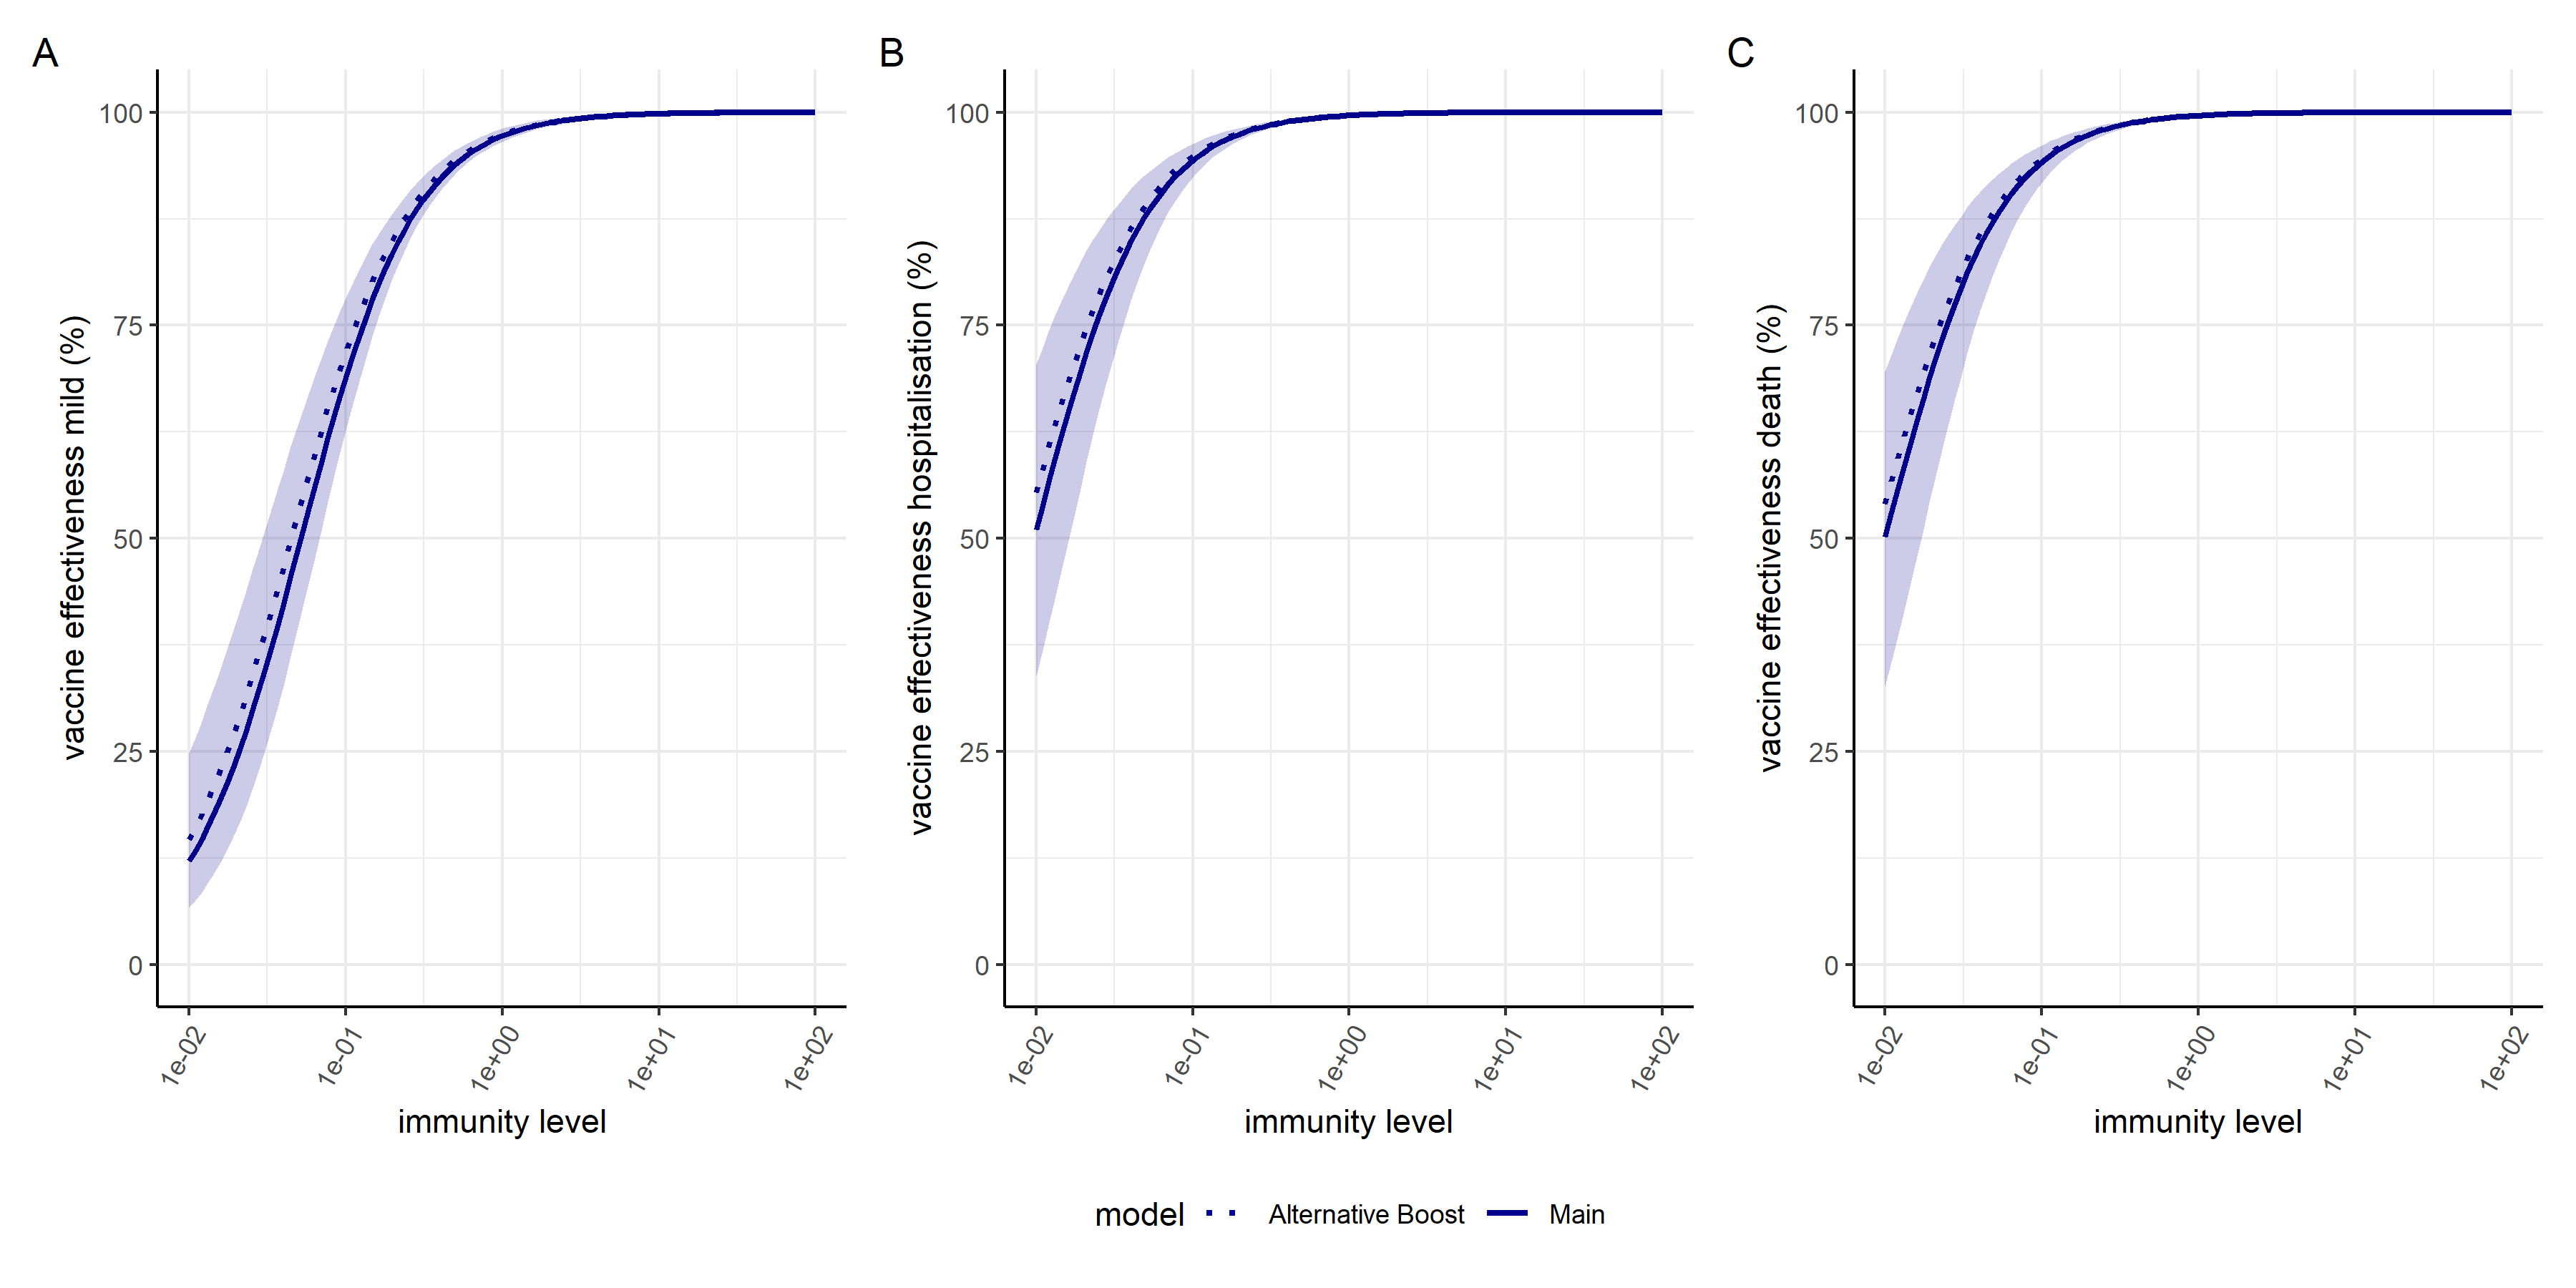 A
vaccine effectiveness mild (%)
100
75
50
25
0
1e-02
1e-01
1e+00
1e+01
1e+02
immunity level
B
vaccine effectiveness hospitalisation (%)
100
75
50
25
0
1e-02
1e-01
1e+00
1e+01
1e+02
immunity level
C
vaccine effectiveness death (%)
100
75
50
25
0
1e-02
1e-01
1e+00
1e+01
1e+02
immunity level
model Alternative Boost Main